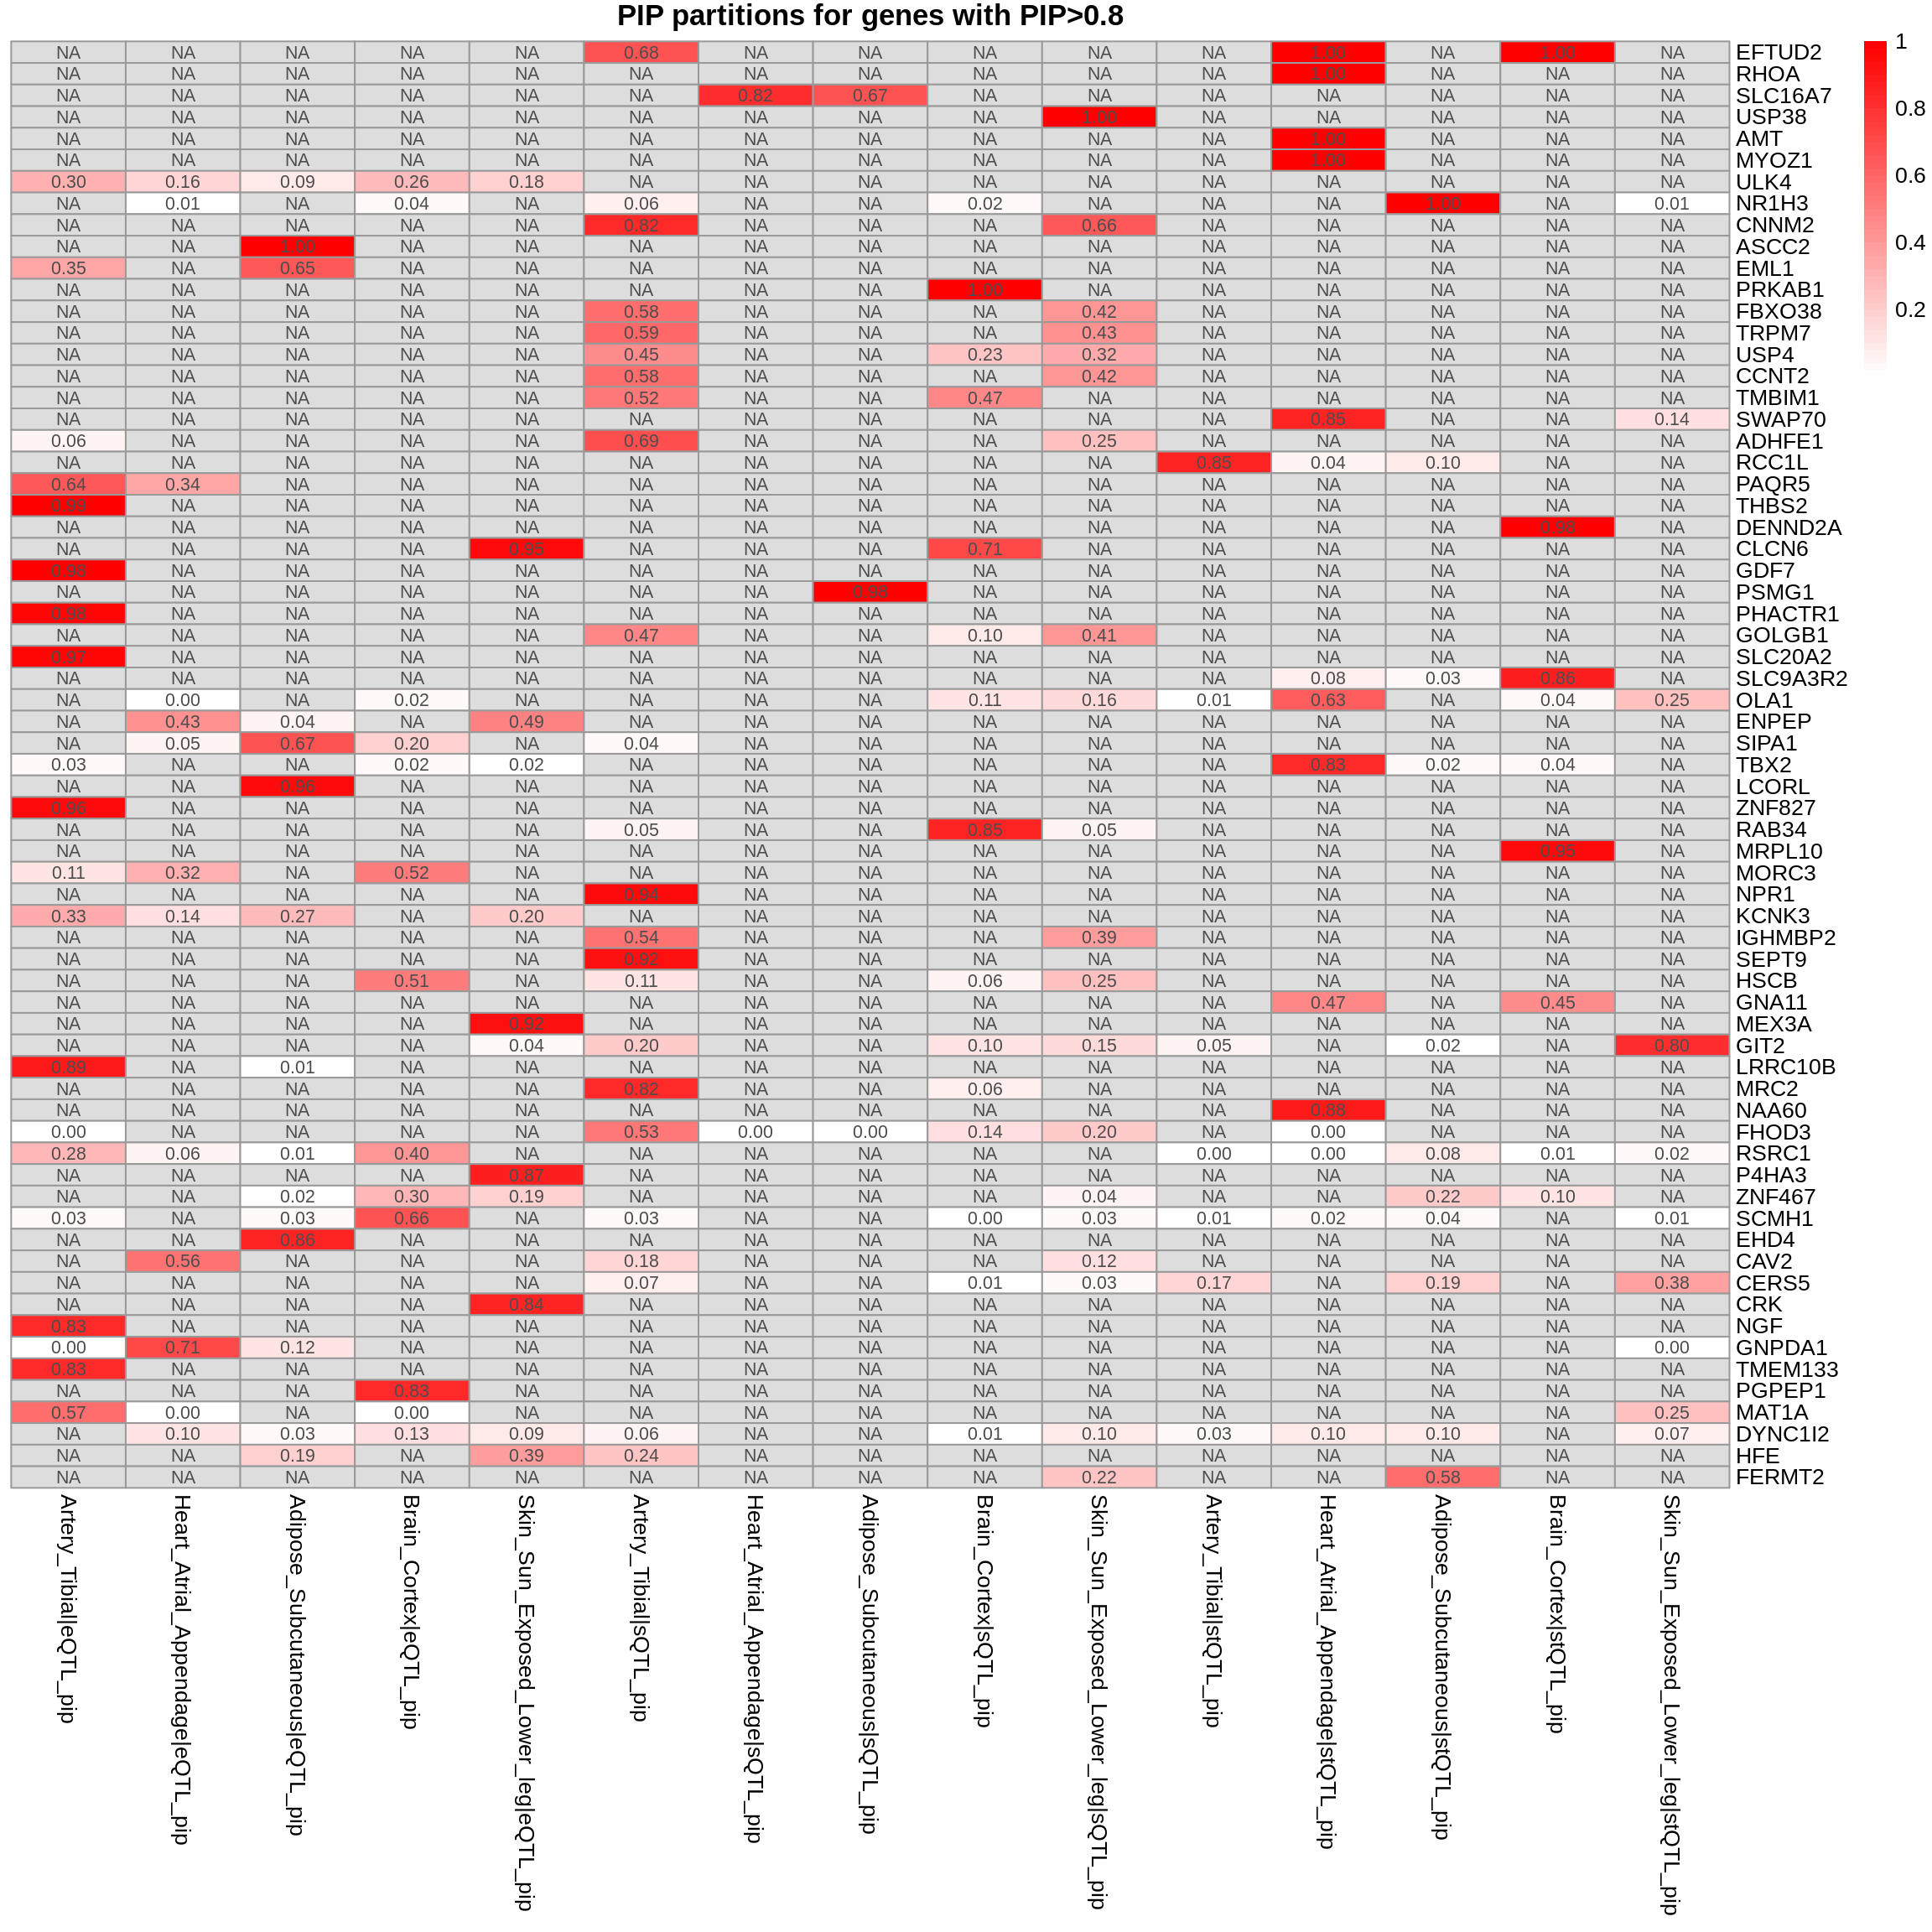 PIP partitions for genes with PIP>0.8
NA NA NA NA NA 0.68 NA NA NA NA NA 1.00 NA 1.00 NA EFTUD2
NA NA NA NA NA NA NA NA NA NA NA 1.00 NA NA NA RHOA
NA NA NA NA NA NA 0.82 0.67 NA NA NA NA NA NA NA SLC16A7
NA NA NA NA NA NA NA NA NA 1.00 NA NA NA NA NA USP38
NA NA NA NA NA NA NA NA NA NA NA 1.00 NA NA NA AMT
NA NA NA NA NA NA NA NA NA NA NA 1.00 NA NA NA MYOZ1
0.30 0.16 0.09 0.26 0.18 NA NA NA NA NA NA NA NA NA NA ULK4
NA 0.01 NA 0.04 NA 0.06 NA NA 0.02 NA NA NA 1.00 NA 0.01 NR1H3
NA NA NA NA NA 0.82 NA NA NA 0.66 NA NA NA NA NA CNNM2
NA NA 1.00 NA NA NA NA NA NA NA NA NA NA NA NA ASCC2
0.35 NA 0.65 NA NA NA NA NA NA NA NA NA NA NA NA EML1
NA NA NA NA NA NA NA NA 1.00 NA NA NA NA NA NA PRKAB1
NA NA NA NA NA 0.58 NA NA NA 0.42 NA NA NA NA NA FBXO38
NA NA NA NA NA 0.59 NA NA NA 0.43 NA NA NA NA NA TRPM7
NA NA NA NA NA 0.45 NA NA 0.23 0.32 NA NA NA NA NA USP4
NA NA NA NA NA 0.58 NA NA NA 0.42 NA NA NA NA NA CCNT2
NA NA NA NA NA 0.52 NA NA 0.47 NA NA NA NA NA NA TMBIM1
NA NA NA NA NA NA NA NA NA NA NA 0.85 NA NA 0.14 SWAP70
0.06 NA NA NA NA 0.69 NA NA NA 0.25 NA NA NA NA NA ADHFE1
NA NA NA NA NA NA NA NA NA NA 0.85 0.04 0.10 NA NA RCC1L
0.64 0.34 NA NA NA NA NA NA NA NA NA NA NA NA NA PAQR5
0.99 NA NA NA NA NA NA NA NA NA NA NA NA NA NA THBS2
NA NA NA NA NA NA NA NA NA NA NA NA NA 0.98 NA DENND2A
NA NA NA NA 0.95 NA NA NA 0.71 NA NA NA NA NA NA CLCN6
0.98 NA NA NA NA NA NA NA NA NA NA NA NA NA NA GDF7
NA NA NA NA NA NA NA 0.98 NA NA NA NA NA NA NA PSMG1
0.98 NA NA NA NA NA NA NA NA NA NA NA NA NA NA PHACTR1
NA NA NA NA NA 0.47 NA NA 0.10 0.41 NA NA NA NA NA GOLGB1
0.97 NA NA NA NA NA NA NA NA NA NA NA NA NA NA SLC20A2
NA NA NA NA NA NA NA NA NA NA NA 0.08 0.03 0.86 NA SLC9A3R2
NA 0.00 NA 0.02 NA NA NA NA 0.11 0.16 0.01 0.63 NA 0.04 0.25 OLA1
NA 0.43 0.04 NA 0.49 NA NA NA NA NA NA NA NA NA NA ENPEP
NA 0.05 0.67 0.20 NA 0.04 NA NA NA NA NA NA NA NA NA SIPA1
0.03 NA NA 0.02 0.02 NA NA NA NA NA NA 0.83 0.02 0.04 NA TBX2
NA NA 0.96 NA NA NA NA NA NA NA NA NA NA NA NA LCORL
0.96 NA NA NA NA NA NA NA NA NA NA NA NA NA NA ZNF827
NA NA NA NA NA 0.05 NA NA 0.85 0.05 NA NA NA NA NA RAB34
NA NA NA NA NA NA NA NA NA NA NA NA NA 0.95 NA MRPL10
0.11 0.32 NA 0.52 NA NA NA NA NA NA NA NA NA NA NA MORC3
NA NA NA NA NA 0.94 NA NA NA NA NA NA NA NA NA NPR1
0.33 0.14 0.27 NA 0.20 NA NA NA NA NA NA NA NA NA NA KCNK3
NA NA NA NA NA 0.54 NA NA NA 0.39 NA NA NA NA NA IGHMBP2
NA NA NA NA NA 0.92 NA NA NA NA NA NA NA NA NA SEPT9
NA NA NA 0.51 NA 0.11 NA NA 0.06 0.25 NA NA NA NA NA HSCB
NA NA NA NA NA NA NA NA NA NA NA 0.47 NA 0.45 NA GNA11
NA NA NA NA 0.92 NA NA NA NA NA NA NA NA NA NA MEX3A
NA NA NA NA 0.04 0.20 NA NA 0.10 0.15 0.05 NA 0.02 NA 0.80 GIT2
0.89 NA 0.01 NA NA NA NA NA NA NA NA NA NA NA NA LRRC10B
NA NA NA NA NA 0.82 NA NA 0.06 NA NA NA NA NA NA MRC2
NA NA NA NA NA NA NA NA NA NA NA 0.88 NA NA NA NAA60
0.00 NA NA NA NA 0.53 0.00 0.00 0.14 0.20 NA 0.00 NA NA NA FHOD3
0.28 0.06 0.01 0.40 NA NA NA NA NA NA 0.00 0.00 0.08 0.01 0.02 RSRC1
NA NA NA NA 0.87 NA NA NA NA NA NA NA NA NA NA P4HA3
NA NA 0.02 0.30 0.19 NA NA NA NA 0.04 NA NA 0.22 0.10 NA ZNF467
0.03 NA 0.03 0.66 NA 0.03 NA NA 0.00 0.03 0.01 0.02 0.04 NA 0.01 SCMH1
NA NA 0.86 NA NA NA NA NA NA NA NA NA NA NA NA EHD4
NA 0.56 NA NA NA 0.18 NA NA NA 0.12 NA NA NA NA NA CAV2
NA NA NA NA NA 0.07 NA NA 0.01 0.03 0.17 NA 0.19 NA 0.38 CERS5
NA NA NA NA 0.84 NA NA NA NA NA NA NA NA NA NA CRK
0.83 NA NA NA NA NA NA NA NA NA NA NA NA NA NA NGF
0.00 0.71 0.12 NA NA NA NA NA NA NA NA NA NA NA 0.00 GNPDA1
0.83 NA NA NA NA NA NA NA NA NA NA NA NA NA NA TMEM133
NA NA NA 0.83 NA NA NA NA NA NA NA NA NA NA NA PGPEP1
0.57 0.00 NA 0.00 NA NA NA NA NA NA NA NA NA NA 0.25 MAT1A
NA 0.10 0.03 0.13 0.09 0.06 NA NA 0.01 0.10 0.03 0.10 0.10 NA 0.07 DYNC1I2
NA NA 0.19 NA 0.39 0.24 NA NA NA NA NA NA NA NA NA HFE
NA NA NA NA NA NA NA NA NA 0.22 NA NA 0.58 NA NA FERMT2
Artery_Tibial|eQTL_pip
Heart_Atrial_Appendage|eQTL_pip
Adipose_Subcutaneous|eQTL_pip
Brain_Cortex|eQTL_pip
Skin_Sun_Exposed_Lower_leg|eQTL_pip
Artery_Tibial|sQTL_pip
Heart_Atrial_Appendage|sQTL_pip
Adipose_Subcutaneous|sQTL_pip
Brain_Cortex|sQTL_pip
Skin_Sun_Exposed_Lower_leg|sQTL_pip
Artery_Tibial|stQTL_pip
Heart_Atrial_Appendage|stQTL_pip
Adipose_Subcutaneous|stQTL_pip
Brain_Cortex|stQTL_pip
Skin_Sun_Exposed_Lower_leg|stQTL_pip
1
0.8
0.6
0.4
0.2